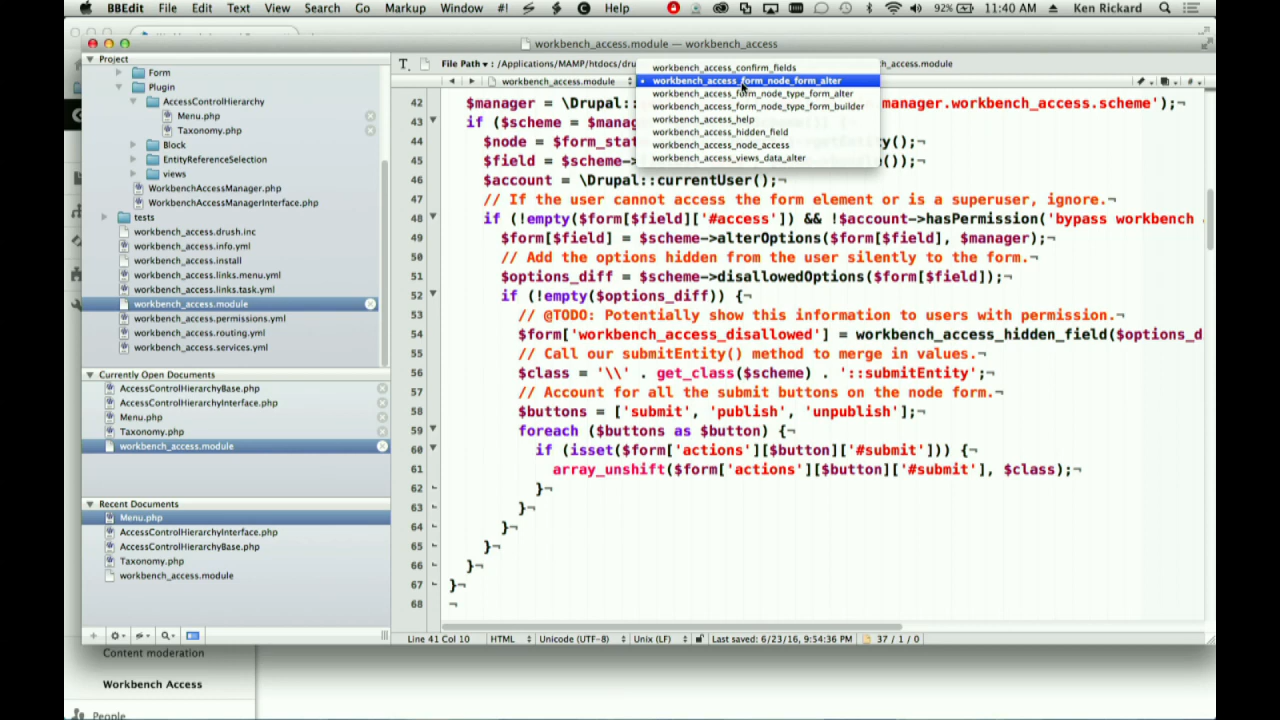 BBEdit File Edit Text View Search Go Markup Window #! Help 92% 11:40 AM Ken Rickard
workbench_access.module — workbench_access
Project
Form
Plugin
AccessControlHierarchy
Menu.php
Taxonomy.php
Block
EntityReferenceSelection
views
WorkbenchAccessManager.php
WorkbenchAccessManagerInterface.php
tests
workbench_access.drush.inc
workbench_access.info.yml
workbench_access.install
workbench_access.links.menu.yml
workbench_access.links.task.yml
workbench_access.module
workbench_access.permissions.yml
workbench_access.routing.yml
workbench_access.services.yml
Currently Open Documents
AccessControlHierarchyBase.php
AccessControlHierarchyInterface.php
Menu.php
Taxonomy.php
workbench_access.module
Recent Documents
Menu.php
AccessControlHierarchyInterface.php
AccessControlHierarchyBase.php
Taxonomy.php
workbench_access.module
File Path ▾ : /Applications/MAMP/htdocs/dru
ch_access.module
workbench_access.module
workbench_access_confirm_fields
workbench_access_form_node_form_alter
workbench_access_form_node_type_form_alter
workbench_access_form_node_type_form_builder
workbench_access_help
workbench_access_hidden_field
workbench_access_node_access
workbench_access_views_data_alter
42 $manager = \Drupal:: manager.workbench_access.scheme');¬
43 if ($scheme = $manag
44 $node = $form_stat ();¬
45 $field = $scheme-> ());¬
46 $account = \Drupal::currentUser();¬
47 // If the user cannot access the form element or is a superuser, ignore.¬
48 if (!empty($form[$field]['#access']) && !$account->hasPermission('bypass workbench
49 $form[$field] = $scheme->alterOptions($form[$field], $manager);¬
50 // Add the options hidden from the user silently to the form.¬
51 $options_diff = $scheme->disallowedOptions($form[$field]);¬
52 if (!empty($options_diff)) {¬
53 // @TODO: Potentially show this information to users with permission.¬
54 $form['workbench_access_disallowed'] = workbench_access_hidden_field($options_d
55 // Call our submitEntity() method to merge in values.¬
56 $class = '\\' . get_class($scheme) . '::submitEntity';¬
57 // Account for all the submit buttons on the node form.¬
58 $buttons = ['submit', 'publish', 'unpublish'];¬
59 foreach ($buttons as $button) {¬
60 if (isset($form['actions'][$button]['#submit'])) {¬
61 array_unshift($form['actions'][$button]['#submit'], $class);¬
62 }¬
63 }¬
64 }¬
65 }¬
66 }¬
67 }¬
68 ¬
Line 41 Col 10 HTML Unicode (UTF-8) Unix (LF) Last saved: 6/23/16, 9:54:36 PM 37 / 1 / 0
Content moderation
Workbench Access
People